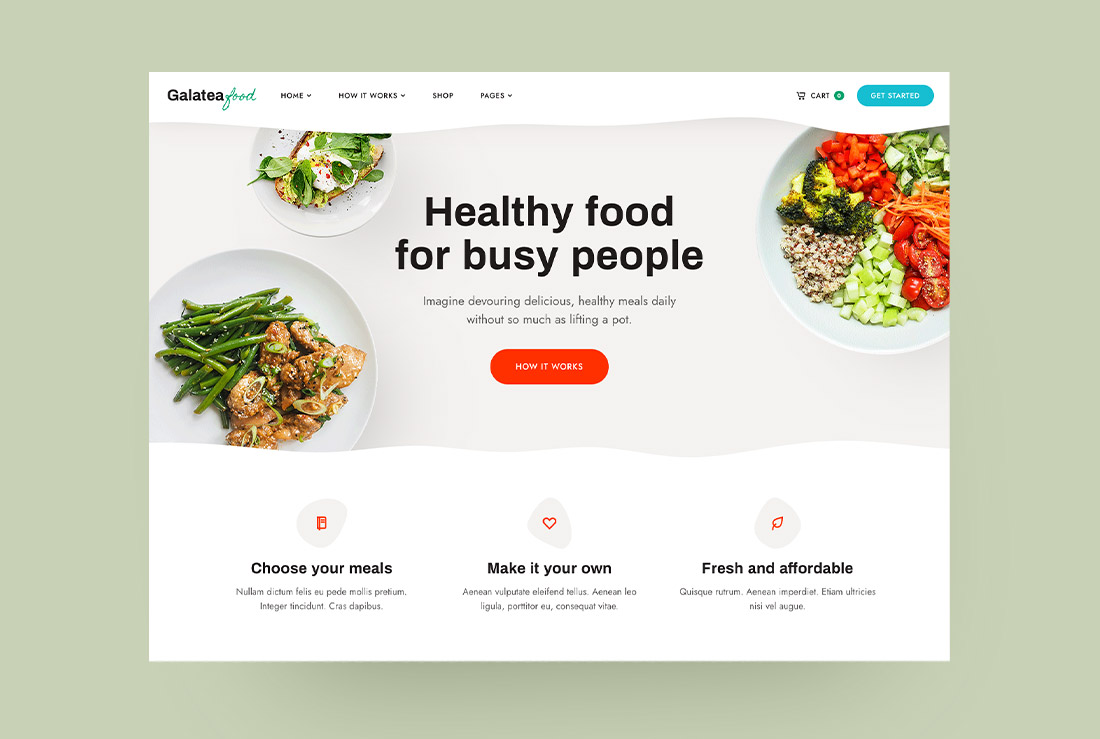 Galatea food
HOME
HOW IT WORKS
SHOP
PAGES
CART 0
GET STARTED
Healthy food
for busy people
Imagine devouring delicious, healthy meals daily
without so much as lifting a pot.
HOW IT WORKS
Choose your meals
Nullam dictum felis eu pede mollis pretium.
Integer tincidunt. Cras dapibus.
Make it your own
Aenean vulputate eleifend tellus. Aenean leo
ligula, porttitor eu, consequat vitae.
Fresh and affordable
Quisque rutrum. Aenean imperdiet. Etiam ultricies
nisi vel augue.